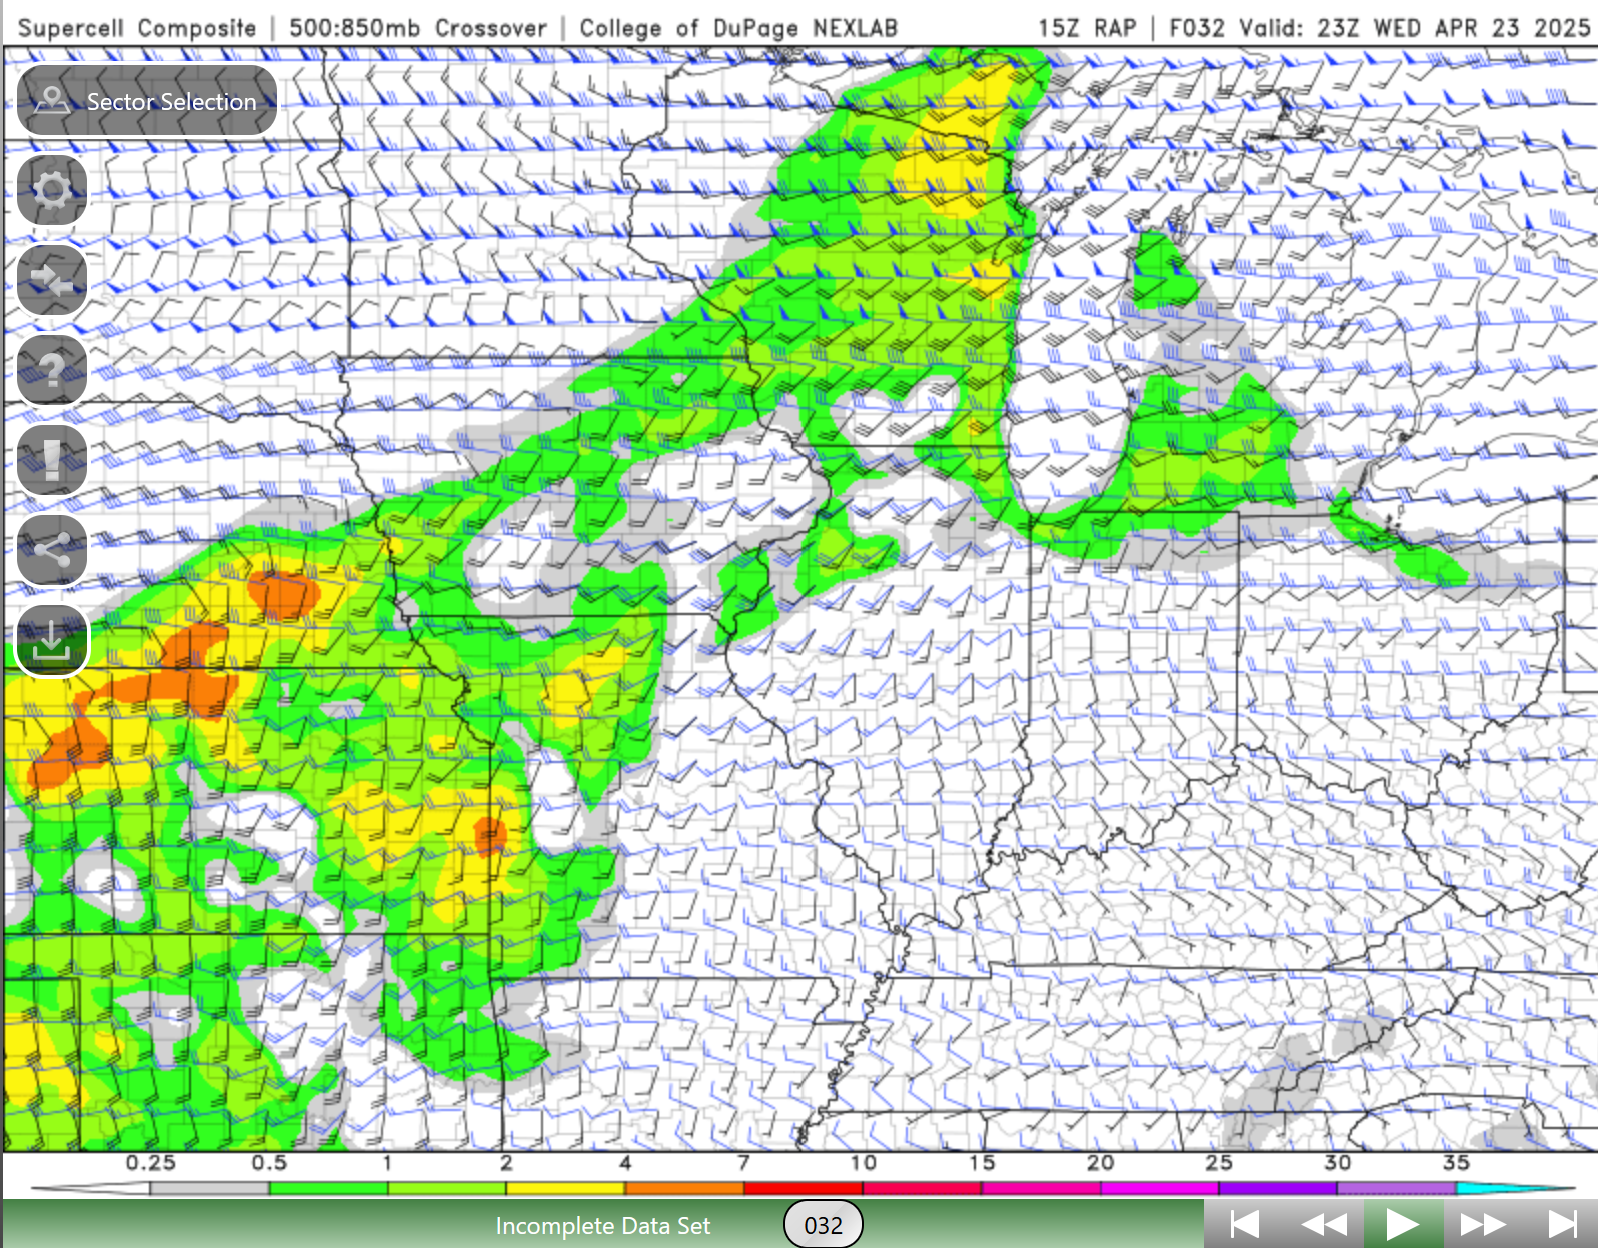 Supercell Composite | 500:850mb Crossover | College of DuPage NEXLAB
15Z RAP | F032 Valid: 23Z WED APR 23 2025
Sector Selection
?
!
0.25 0.5 1 2 4 7 10 15 20 25 30 35
Incomplete Data Set
032